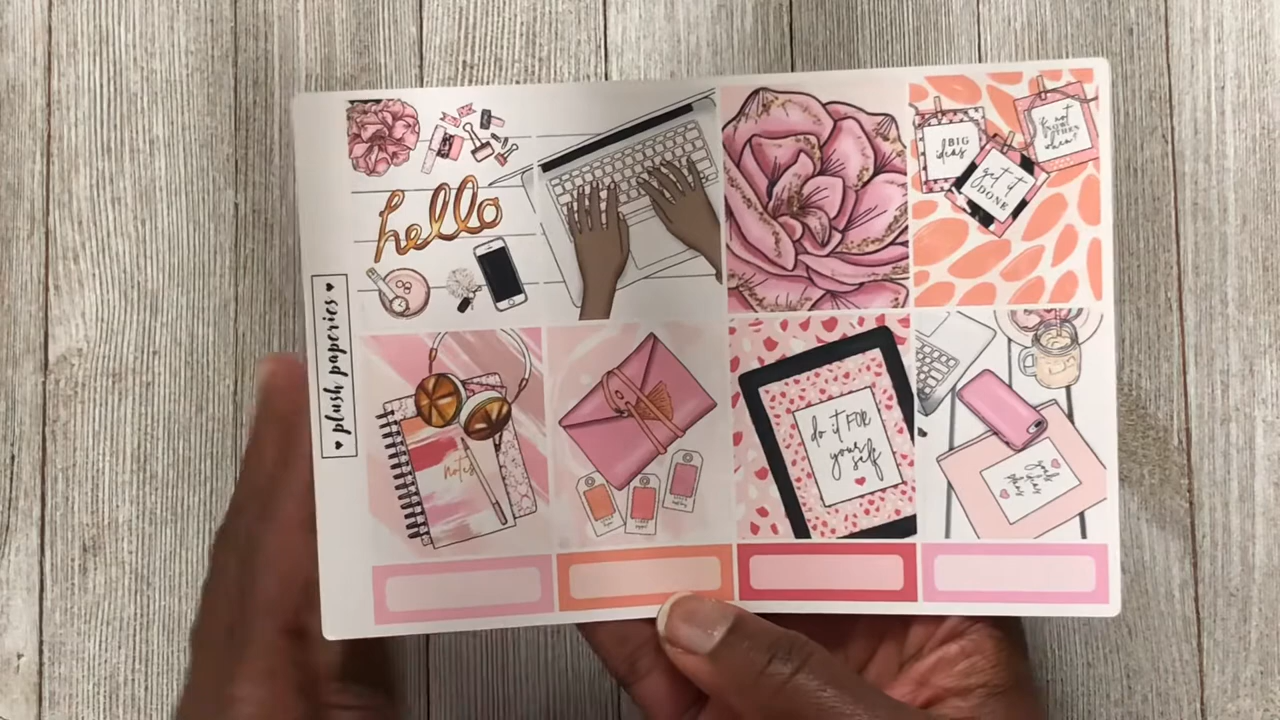 plush paperies
hello
BIG
ideas
get it
DONE
if not
NOW
THEN
when?
notes
do it FOR
your
self